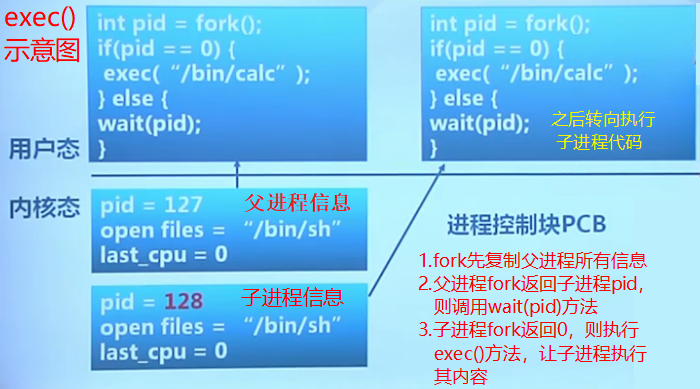 exec()
示意图
int pid = fork();
if(pid == 0) {
exec( “/bin/calc” );
} else {
wait(pid);
}
int pid = fork();
if(pid == 0) {
exec( “/bin/calc” );
} else {
wait(pid);
}
之后转向执行
子进程代码
用户态
内核态
pid = 127
父进程信息
open files = “/bin/sh”
last_cpu = 0
pid = 128
子进程信息
open files = “/bin/sh”
last_cpu = 0
进程控制块PCB
1.fork先复制父进程所有信息
2.父进程fork返回子进程pid,
则调用wait(pid)方法
3.子进程fork返回0，则执行
exec()方法，让子进程执行
其内容